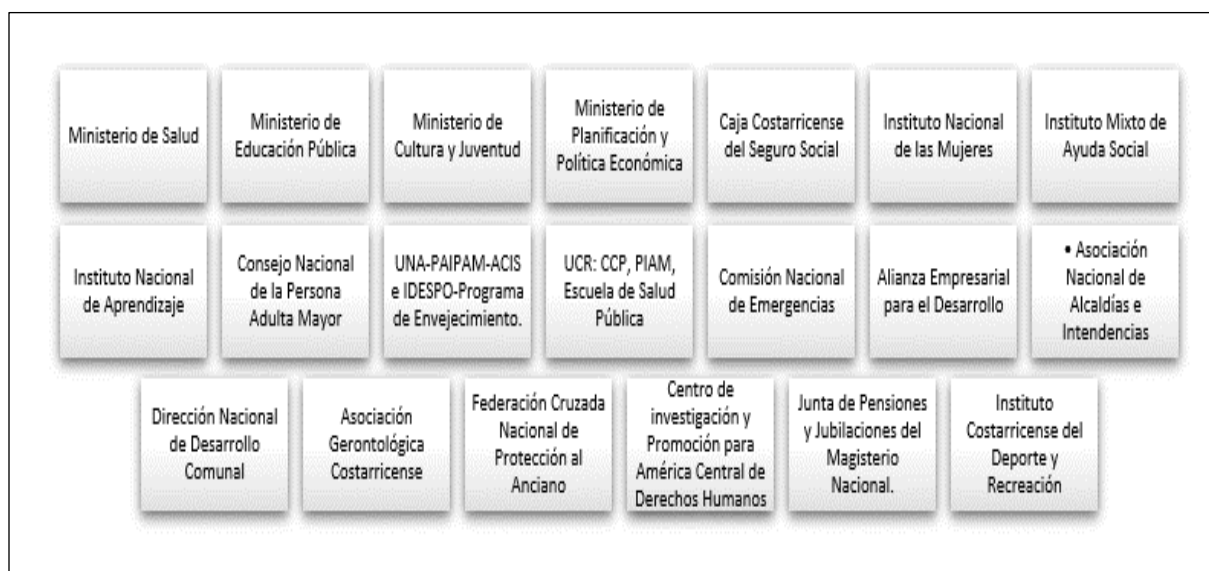 Ministerio de Salud
Ministerio de
Educación Pública
Ministerio de
Cultura y Juventud
Ministerio de
Planificación y
Política Económica
Caja Costarricense
del Seguro Social
Instituto Nacional
de las Mujeres
Instituto Mixto de
Ayuda Social
Instituto Nacional
de Aprendizaje
Consejo Nacional
de la Persona
Adulta Mayor
UNA-PAIPAM-ACIS
e IDESPO-Programa
de Envejecimiento.
UCR: CCP, PIAM,
Escuela de Salud
Pública
Comisión Nacional
de Emergencias
Alianza Empresarial
para el Desarrollo
• Asociación
Nacional de
Alcaldías e
Intendencias
Dirección Nacional
de Desarrollo
Comunal
Asociación
Gerontológica
Costarricense
Federación Cruzada
Nacional de
Protección al
Anciano
Centro de
investigación y
Promoción para
América Central de
Derechos Humanos
Junta de Pensiones
y Jubilaciones del
Magisterio
Nacional.
Instituto
Costarricense del
Deporte y
Recreación